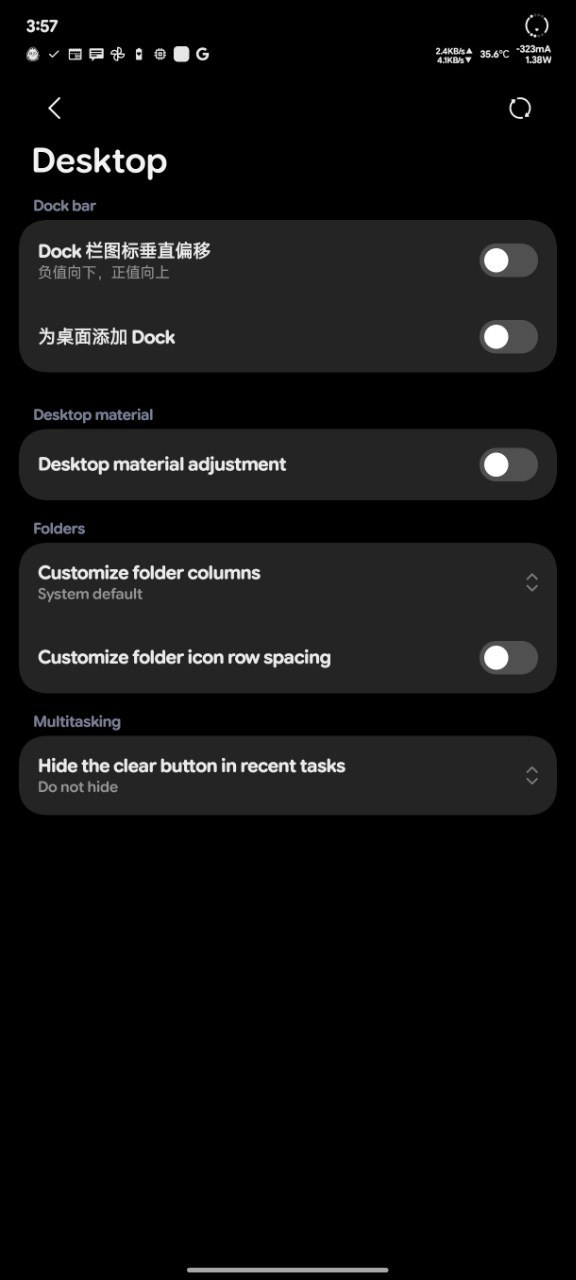 3:57
2.4KB/s▲
4.1KB/s▼
35.6°C
-323mA
1.38W
Desktop
Dock bar
Dock 栏图标垂直偏移
负值向下，正值向上
为桌面添加 Dock
Desktop material
Desktop material adjustment
Folders
Customize folder columns
System default
Customize folder icon row spacing
Multitasking
Hide the clear button in recent tasks
Do not hide